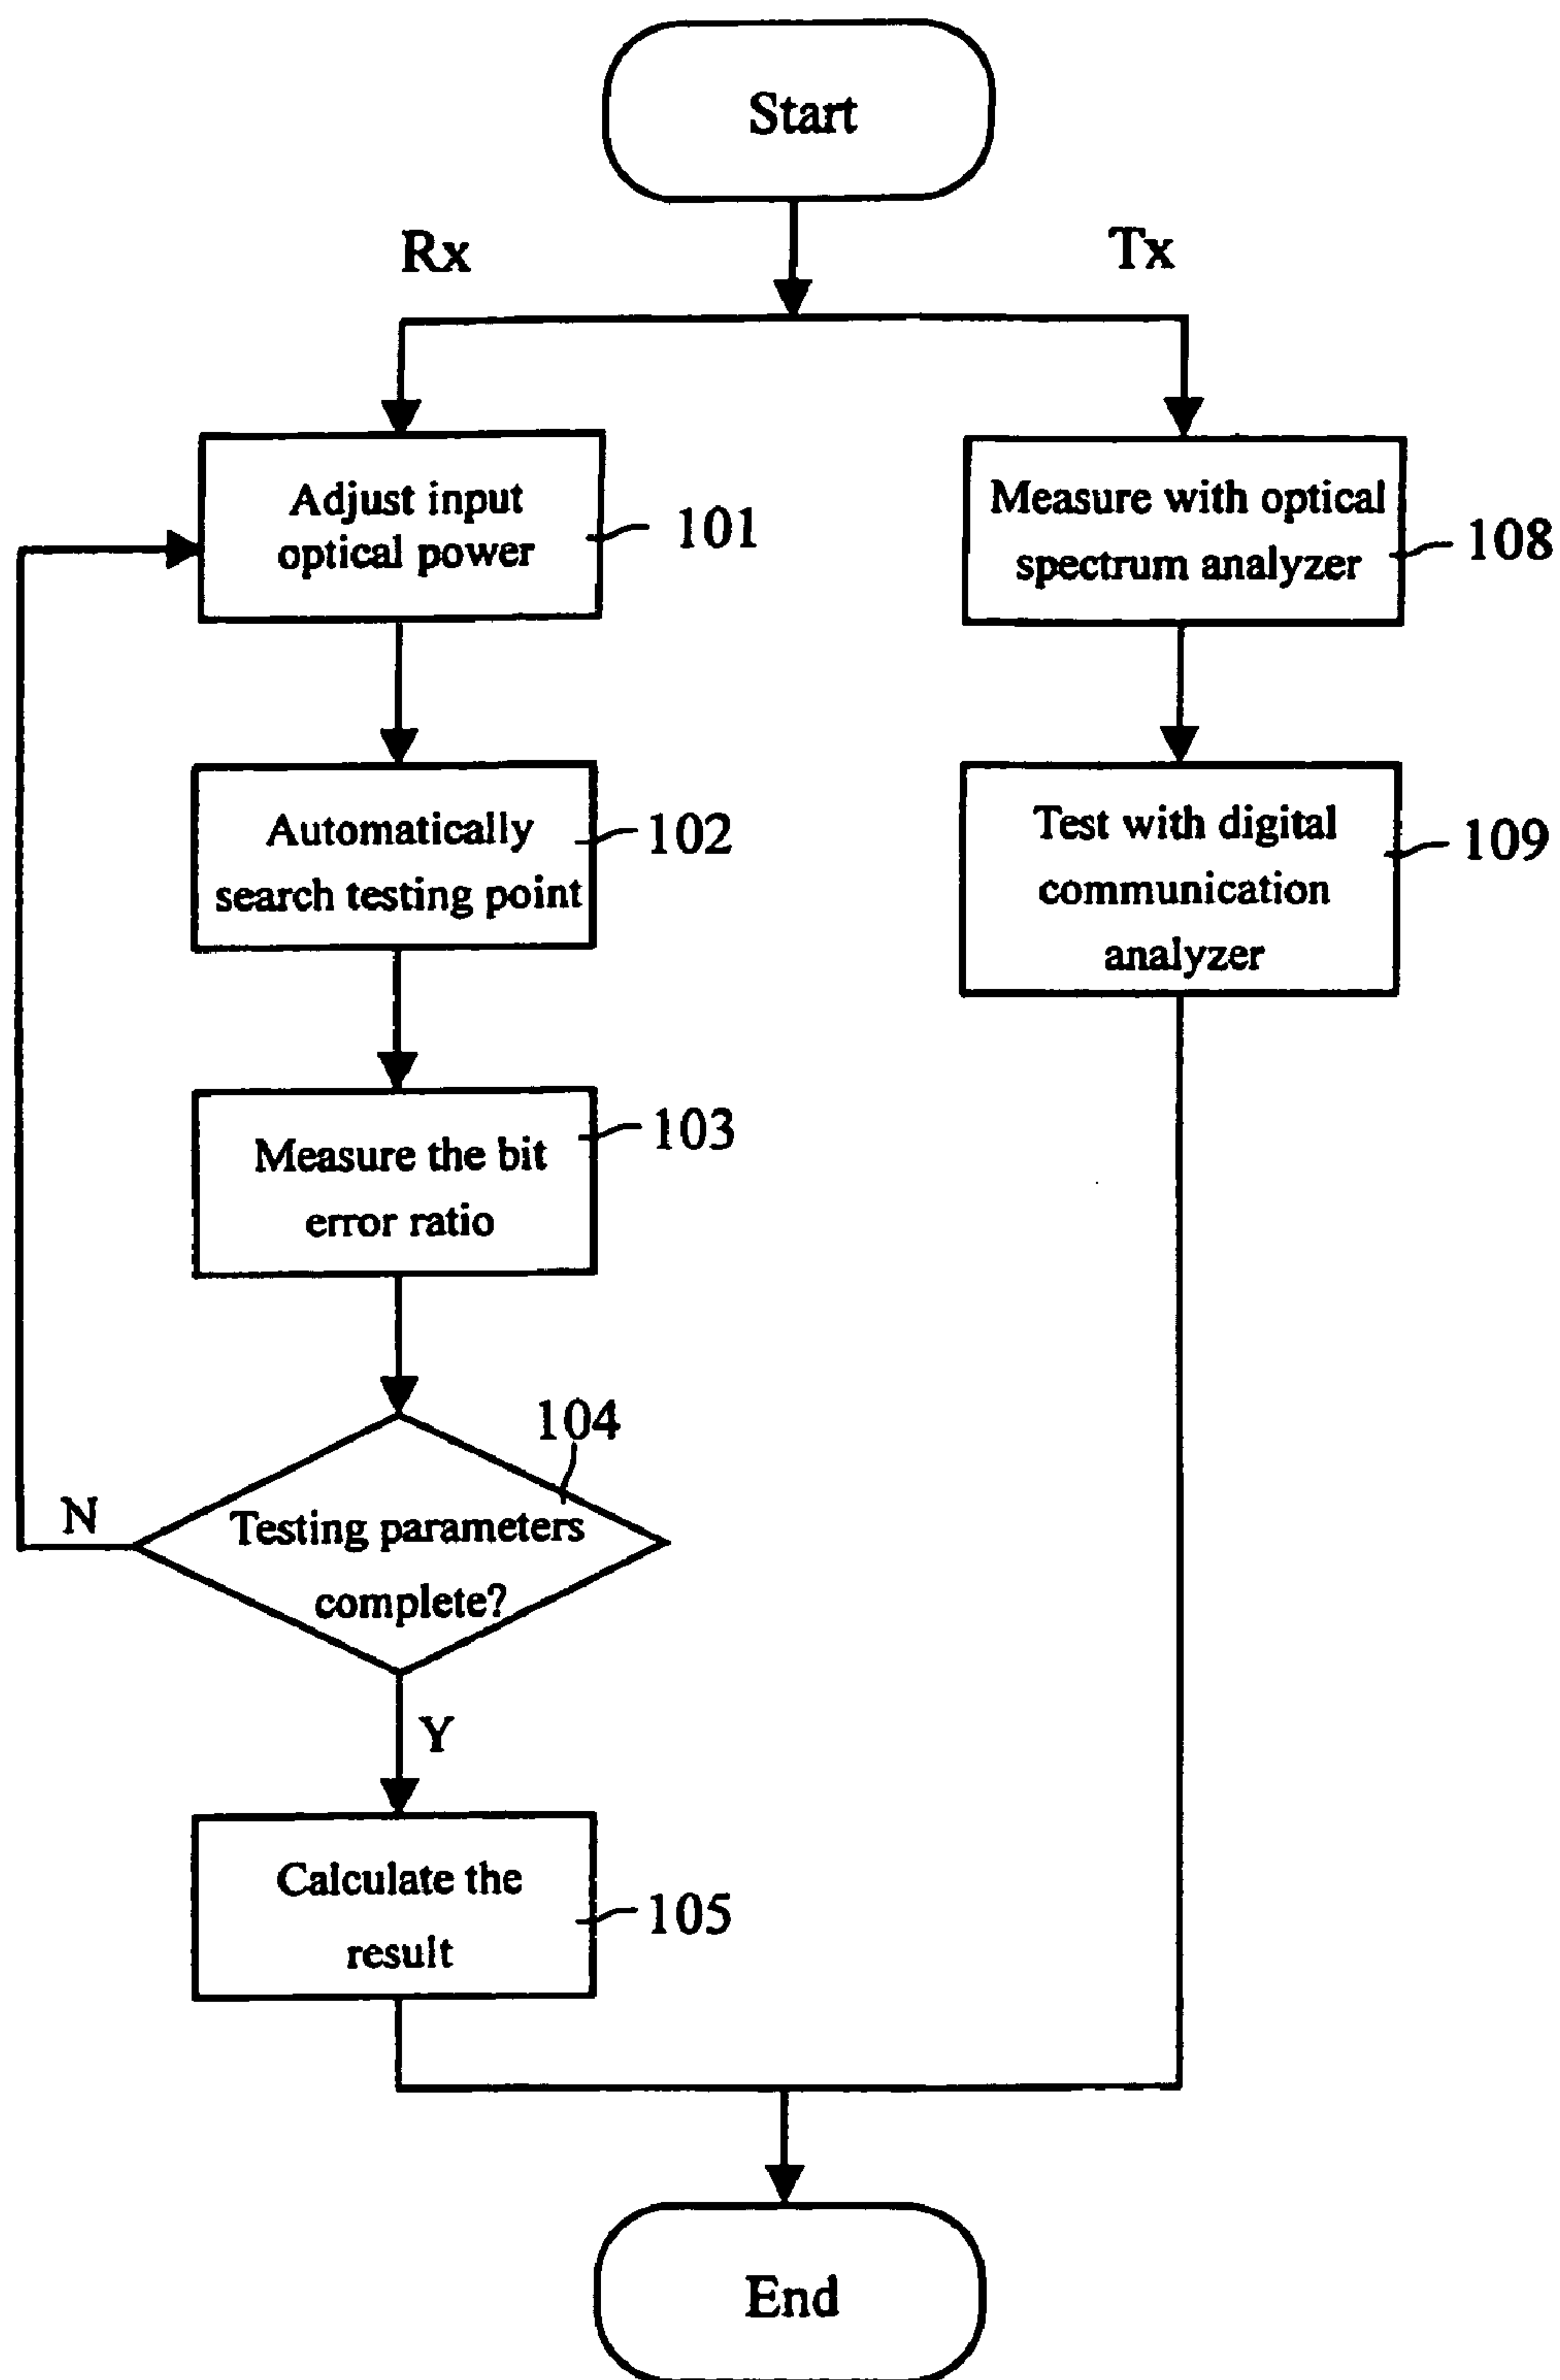 Start
Rx
Tx
Adjust input
optical power
101
Measure with optical
spectrum analyzer
108
Automatically
search testing point
102
Test with digital
communication
analyzer
109
Measure the bit
error ratio
103
104
Testing parameters
complete?
N
Y
Calculate the
result
105
End